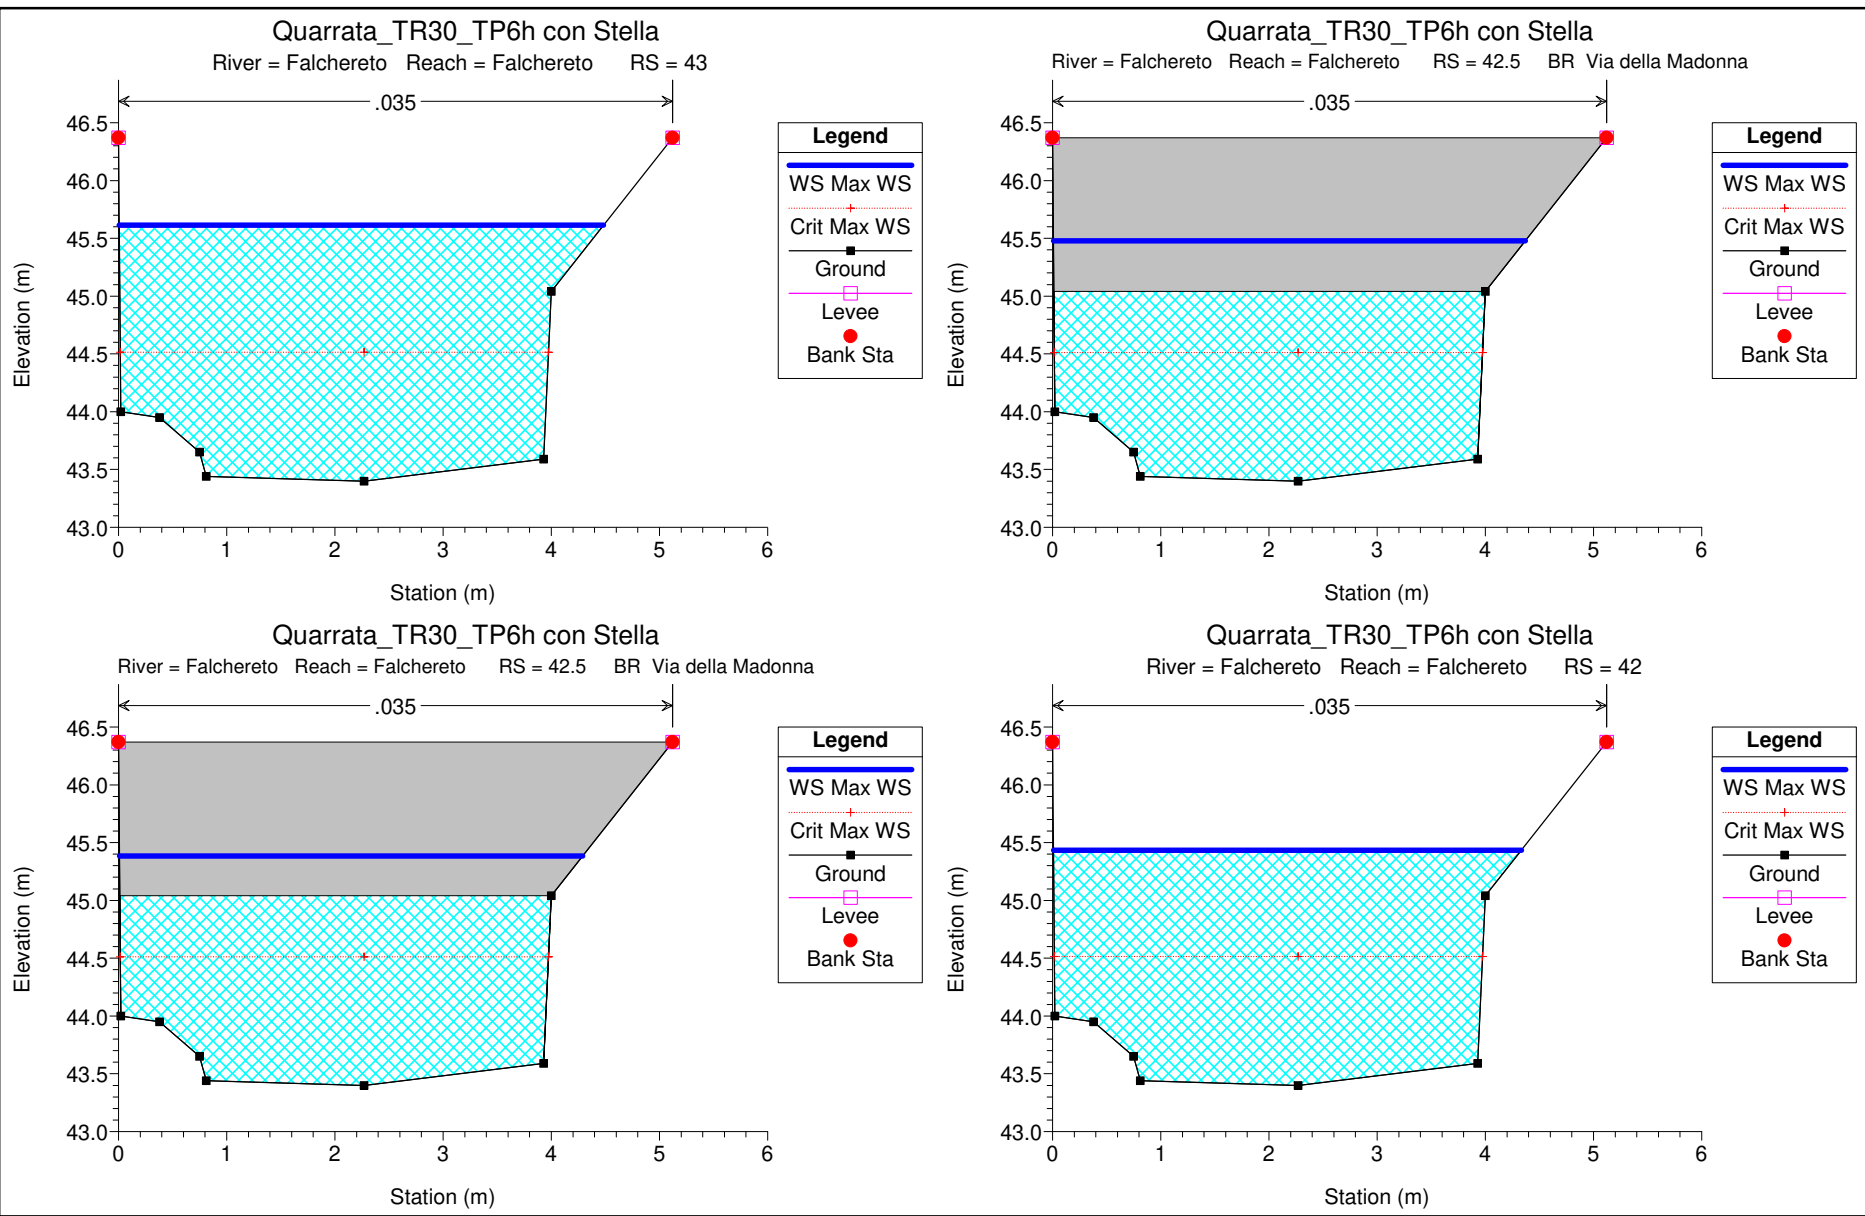 Quarrata_TR30_TP6h con Stella
River = Falchereto Reach = Falchereto RS = 43
.035
46.5
46.0
45.5
45.0
44.5
44.0
43.5
43.0
0 1 2 3 4 5 6
Station (m)
Elevation (m)
Legend
WS Max WS
Crit Max WS
Ground
Levee
Bank Sta
Quarrata_TR30_TP6h con Stella
River = Falchereto Reach = Falchereto RS = 42.5 BR Via della Madonna
.035
46.5
46.0
45.5
45.0
44.5
44.0
43.5
43.0
0 1 2 3 4 5 6
Station (m)
Elevation (m)
Legend
WS Max WS
Crit Max WS
Ground
Levee
Bank Sta
Quarrata_TR30_TP6h con Stella
River = Falchereto Reach = Falchereto RS = 42.5 BR Via della Madonna
.035
46.5
46.0
45.5
45.0
44.5
44.0
43.5
43.0
0 1 2 3 4 5 6
Station (m)
Elevation (m)
Legend
WS Max WS
Crit Max WS
Ground
Levee
Bank Sta
Quarrata_TR30_TP6h con Stella
River = Falchereto Reach = Falchereto RS = 42
.035
46.5
46.0
45.5
45.0
44.5
44.0
43.5
43.0
0 1 2 3 4 5 6
Station (m)
Elevation (m)
Legend
WS Max WS
Crit Max WS
Ground
Levee
Bank Sta